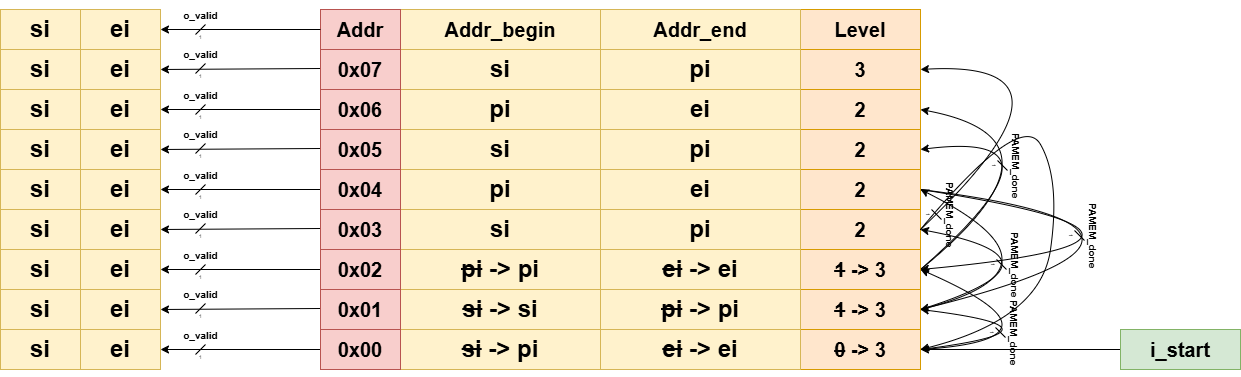 si ei o_valid Addr Addr_begin Addr_end Level
si ei o_valid 0x07 si pi 3
si ei o_valid 0x06 pi ei 2
si ei o_valid 0x05 si pi 2
si ei o_valid 0x04 pi ei 2
si ei o_valid 0x03 si pi 2
si ei o_valid 0x02 pi -> pi ei -> ei 1 -> 3
si ei o_valid 0x01 si -> si pi -> pi 1 -> 3
si ei o_valid 0x00 si -> pi ei -> ei 0 -> 3
PAMEM_done
PAMEM_done
PAMEM_done
PAMEM_done
PAMEM_done
i_start